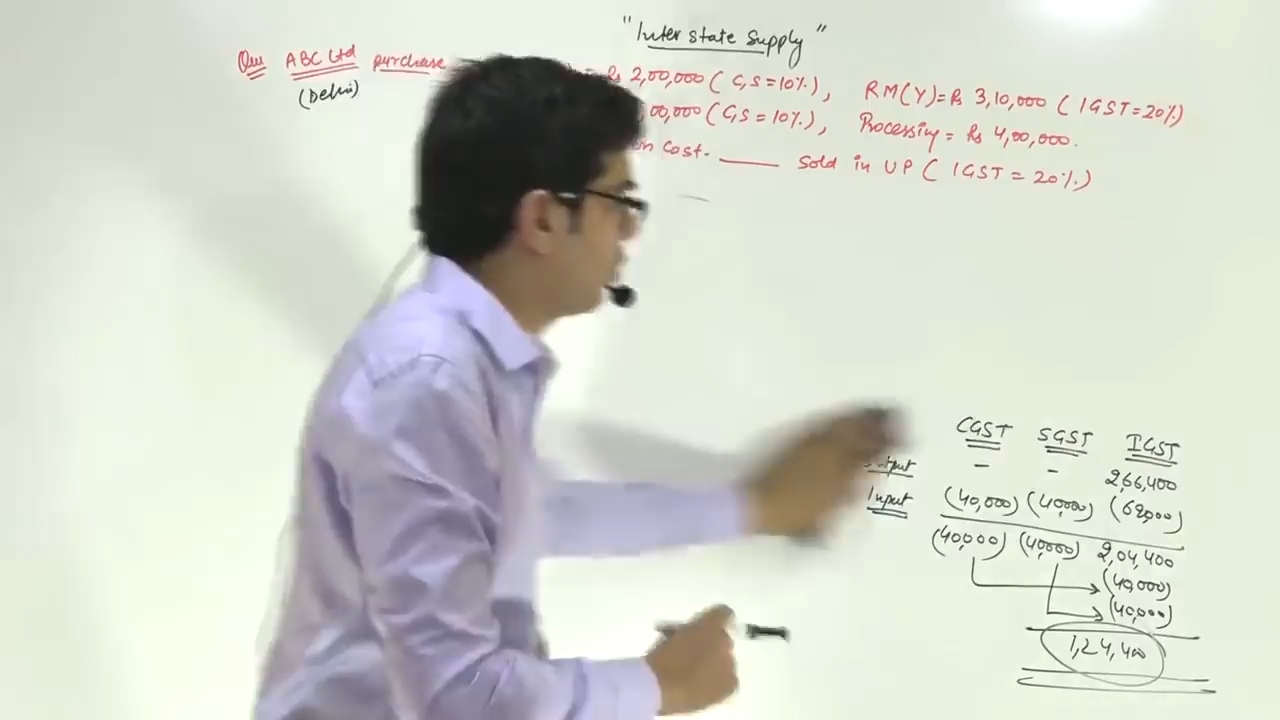 "Inter state Supply"
Que ABC Ltd purchase Rs 2,00,000 (G,S=10%), RM(Y)=Rs 3,10,000 (IGST=20%)
(Delhi)
00,000 (GS=10%), Processing = Rs 4,00,000.
on cost. Sold in UP (IGST = 20%)
CGST SGST IGST
output - - 2,66,400
Input (40,000) (40,000) (62,000)
(40,000) (40,000) 2,04,400
(40,000)
(40,000)
1,24,400